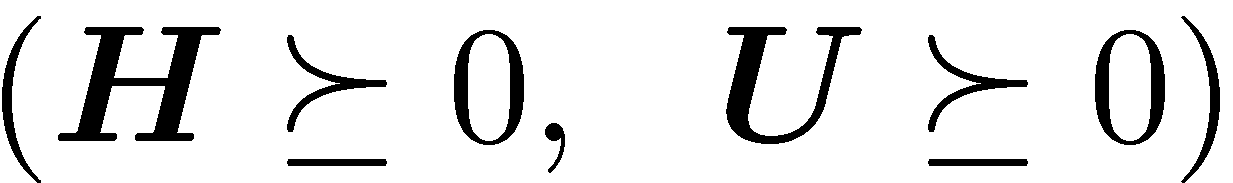 (𝑯 ⪰ 0, 𝑼 ⪰ 0)